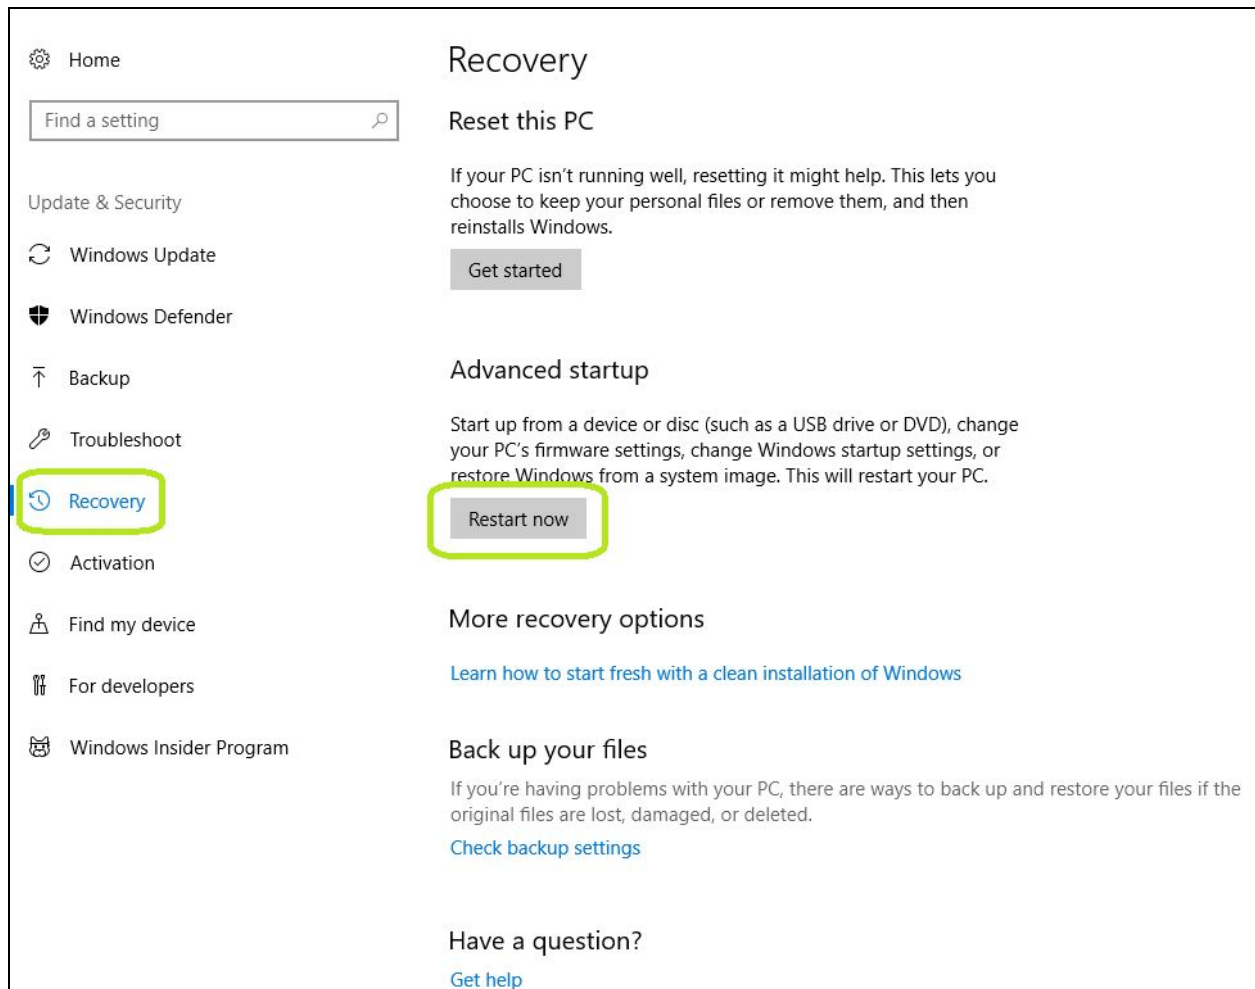 Home
Find a setting
Update & Security
Windows Update
Windows Defender
Backup
Troubleshoot
Recovery
Activation
Find my device
For developers
Windows Insider Program
Recovery
Reset this PC
If your PC isn't running well, resetting it might help. This lets you
choose to keep your personal files or remove them, and then
reinstalls Windows.
Get started
Advanced startup
Start up from a device or disc (such as a USB drive or DVD), change
your PC's firmware settings, change Windows startup settings, or
restore Windows from a system image. This will restart your PC.
Restart now
More recovery options
Learn how to start fresh with a clean installation of Windows
Back up your files
If you're having problems with your PC, there are ways to back up and restore your files if the
original files are lost, damaged, or deleted.
Check backup settings
Have a question?
Get help